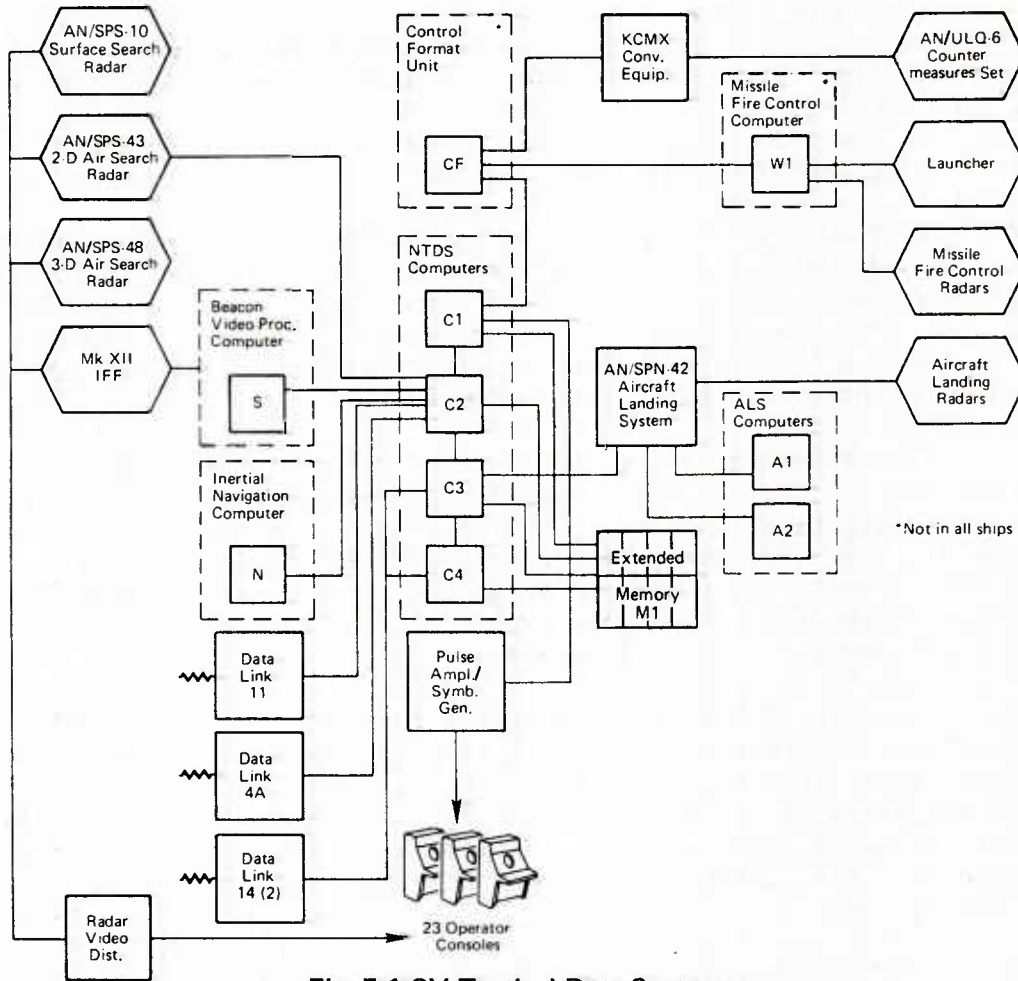 AN/SPS-10
Surface Search
Radar
AN/SPS-43
2-D Air Search
Radar
AN/SPS-48
3-D Air Search
Radar
Mk XII
IFF
Beacon
Video Proc.
Computer
S
Inertial
Navigation
Computer
N
Data
Link
11
Data
Link
4A
Data
Link
14 (2)
Radar
Video
Dist.
Control *
Format
Unit
CF
NTDS
Computers
C1
C2
C3
C4
Pulse
Ampl./
Symb.
Gen.
23 Operator
Consoles
KCMX
Conv.
Equip.
Missile *
Fire Control
Computer
W1
AN/SPN-42
Aircraft
Landing
System
ALS
Computers
A1
A2
Extended
Memory
M1
AN/ULQ-6
Counter
measures Set
Launcher
Missile
Fire Control
Radars
Aircraft
Landing
Radars
*Not in all ships